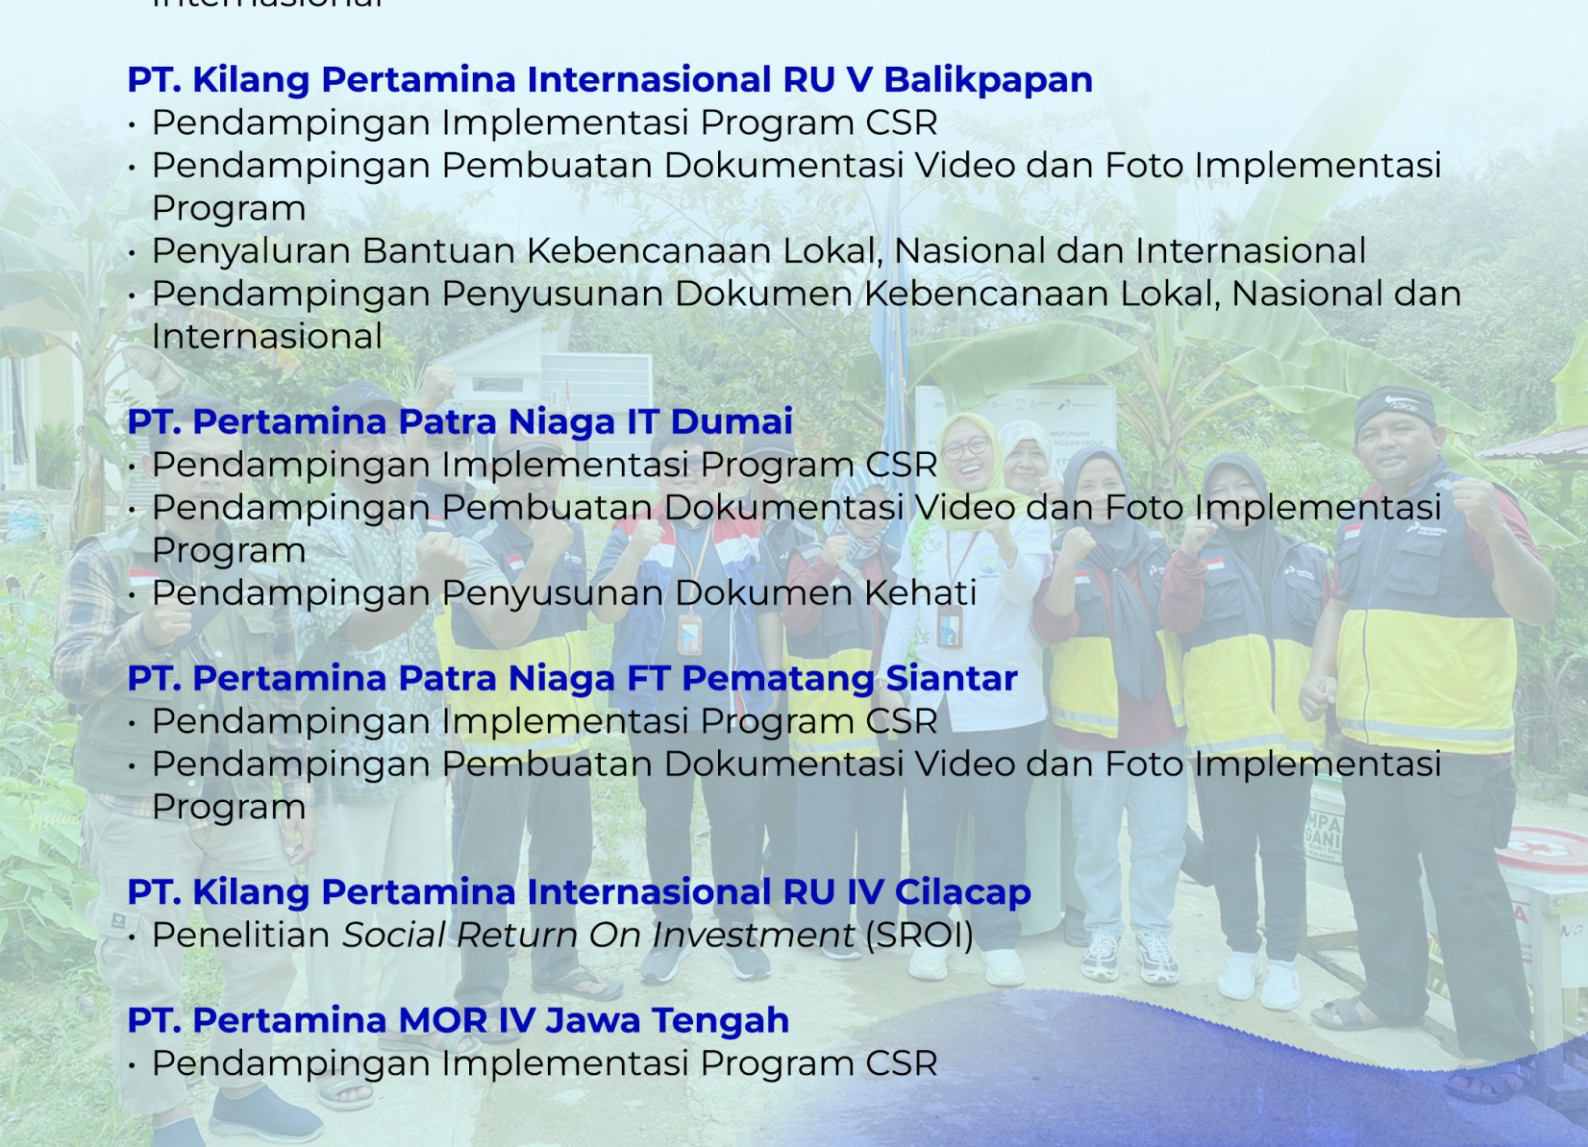 Internasional
PT. Kilang Pertamina Internasional RU V Balikpapan
• Pendampingan Implementasi Program CSR
• Pendampingan Pembuatan Dokumentasi Video dan Foto Implementasi
Program
• Penyaluran Bantuan Kebencanaan Lokal, Nasional dan Internasional
• Pendampingan Penyusunan Dokumen Kebencanaan Lokal, Nasional dan
Internasional
PT. Pertamina Patra Niaga IT Dumai
• Pendampingan Implementasi Program CSR
• Pendampingan Pembuatan Dokumentasi Video dan Foto Implementasi
Program
• Pendampingan Penyusunan Dokumen Kehati
PT. Pertamina Patra Niaga FT Pematang Siantar
• Pendampingan Implementasi Program CSR
• Pendampingan Pembuatan Dokumentasi Video dan Foto Implementasi
Program
PT. Kilang Pertamina Internasional RU IV Cilacap
• Penelitian Social Return On Investment (SROI)
PT. Pertamina MOR IV Jawa Tengah
• Pendampingan Implementasi Program CSR